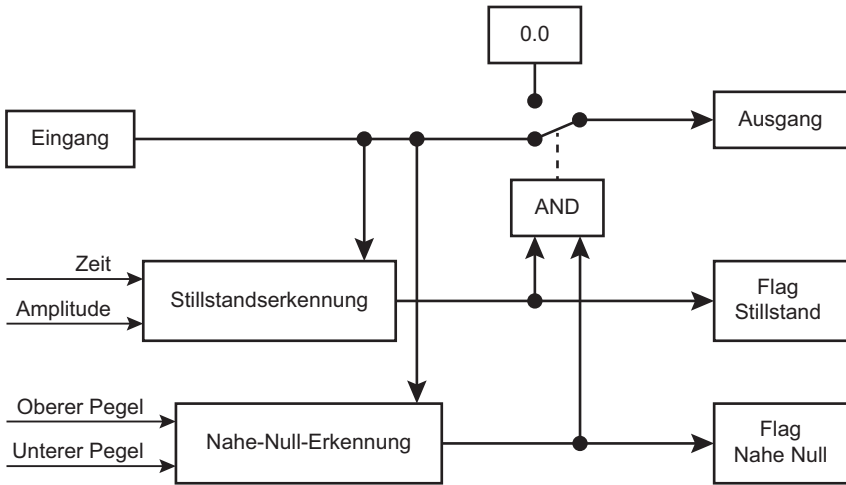 0.0
Eingang
Ausgang
AND
Zeit
Amplitude
Stillstandserkennung
Flag
Stillstand
Oberer Pegel
Unterer Pegel
Nahe-Null-Erkennung
Flag
Nahe Null